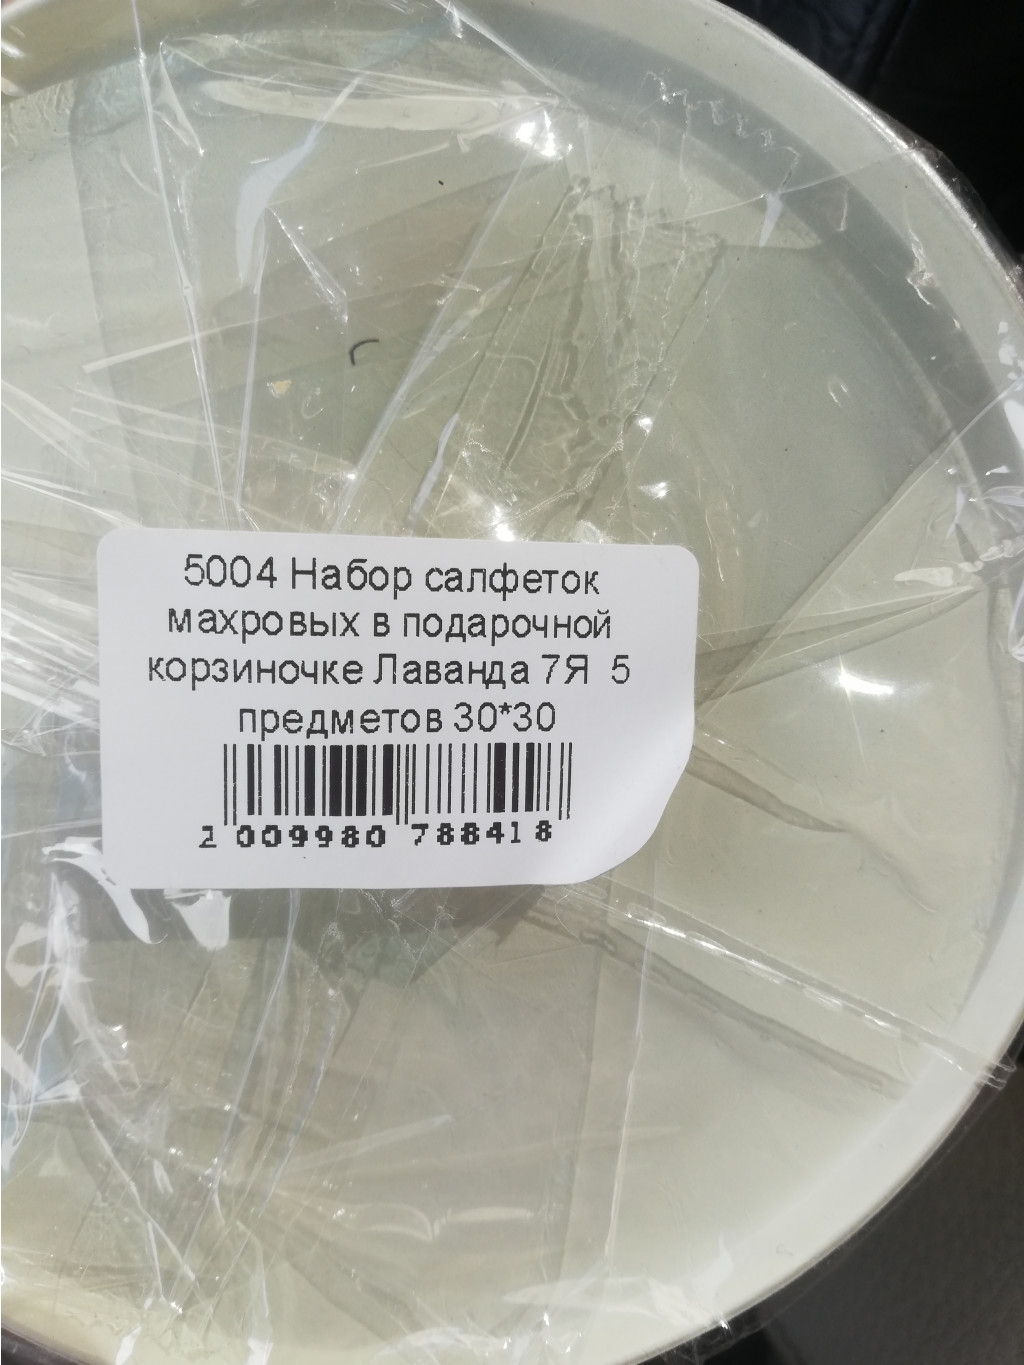 5004 Набор салфеток
махровых в подарочной
корзиночке Лаванда 7Я 5
предметов 30*30
2 009980 788418